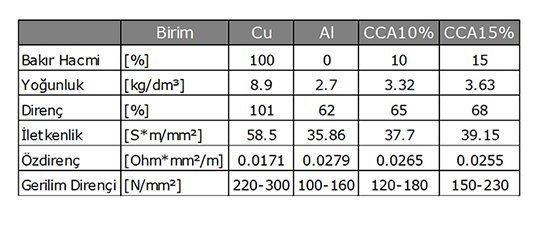 Birim Cu Al CCA10% CCA15%
Bakır Hacmi [%] 100 0 10 15
Yoğunluk [kg/dm³] 8.9 2.7 3.32 3.63
Direnç [%] 101 62 65 68
İletkenlik [S*m/mm²] 58.5 35.86 37.7 39.15
Özdirenç [Ohm*mm²/m] 0.0171 0.0279 0.0265 0.0255
Gerilim Dirençi [N/mm²] 220-300 100-160 120-180 150-230